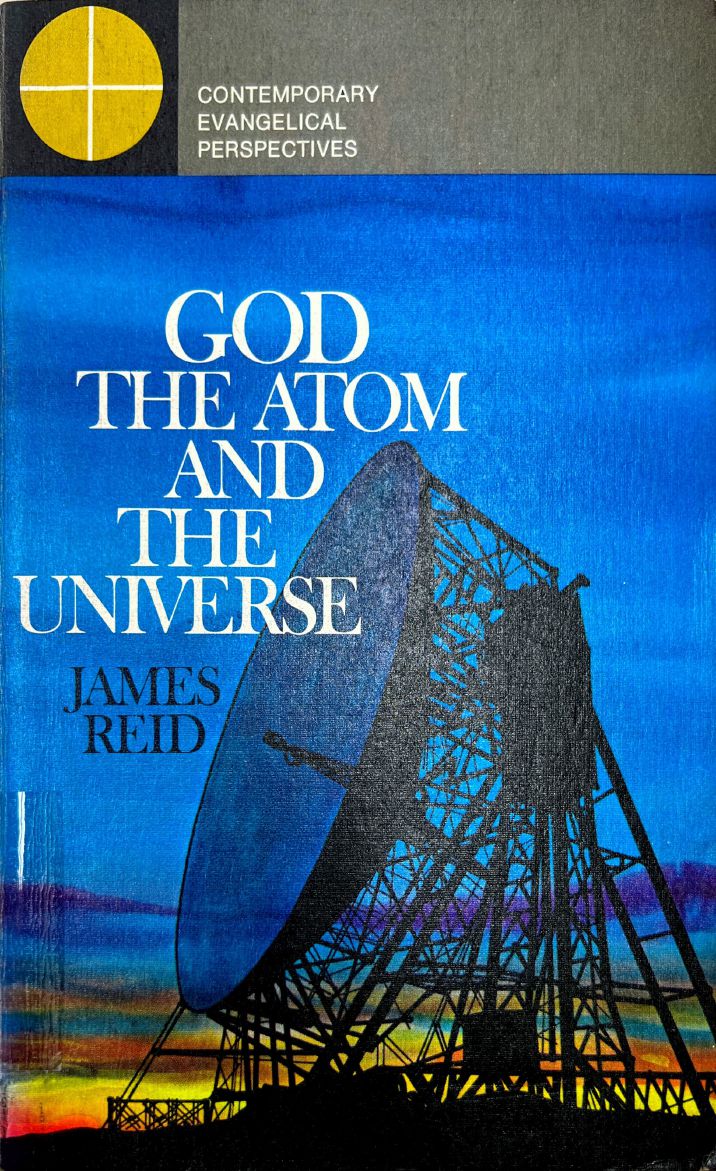 CONTEMPORARY
EVANGELICAL
PERSPECTIVES
GOD
THE ATOM
AND
THE
UNIVERSE
JAMES
REID